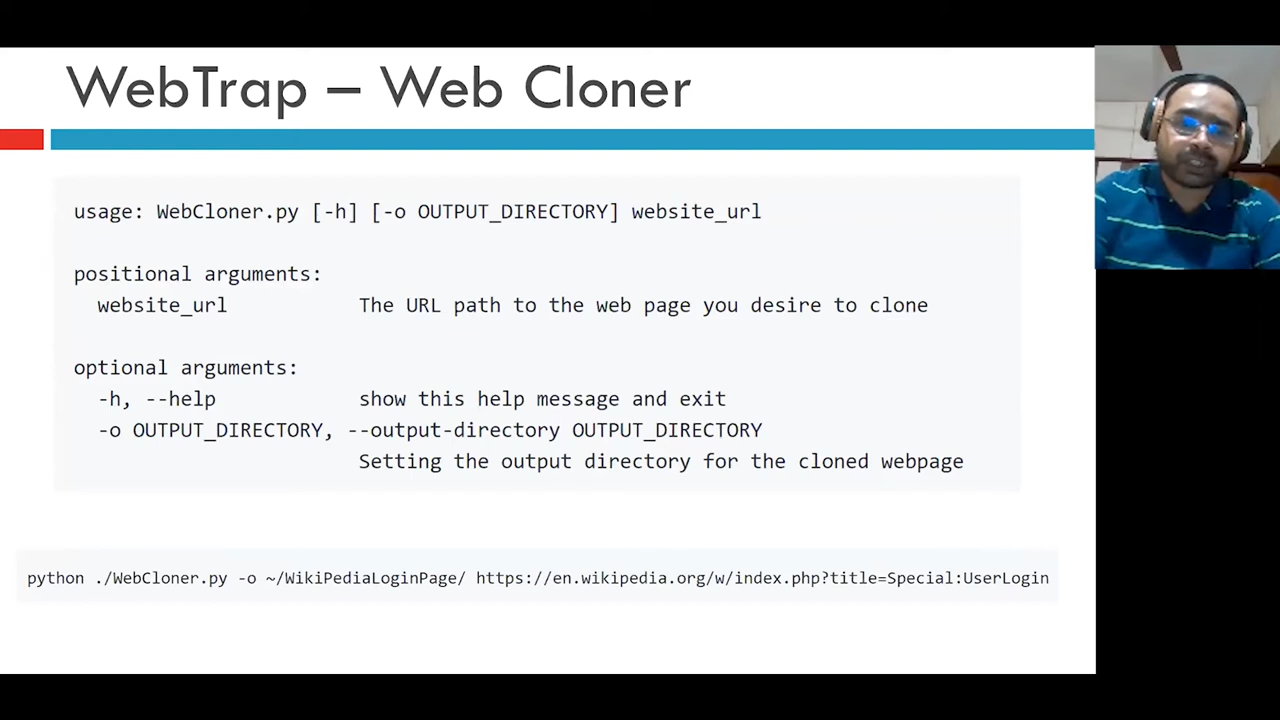 WebTrap – Web Cloner
usage: WebCloner.py [-h] [-o OUTPUT_DIRECTORY] website_url
positional arguments:
website_url The URL path to the web page you desire to clone
optional arguments:
-h, --help show this help message and exit
-o OUTPUT_DIRECTORY, --output-directory OUTPUT_DIRECTORY
Setting the output directory for the cloned webpage
python ./WebCloner.py -o ~/WikiPediaLoginPage/ https://en.wikipedia.org/w/index.php?title=Special:UserLogin